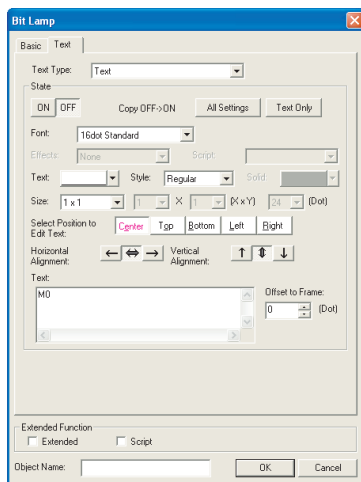 Bit Lamp
Basic Text
Text Type: Text
State
ON OFF Copy OFF->ON All Settings Text Only
Font: 16dot Standard
Effects: None Script:
Text: Style: Regular Solid:
Size: 1 x 1 1 X 1 (X x Y) 24 (Dot)
Select Position to
Edit Text: Center Top Bottom Left Right
Horizontal
Alignment: Vertical
Alignment:
Text:
M0
Offset to Frame:
0 (Dot)
Extended Function
Extended Script
Object Name: OK Cancel